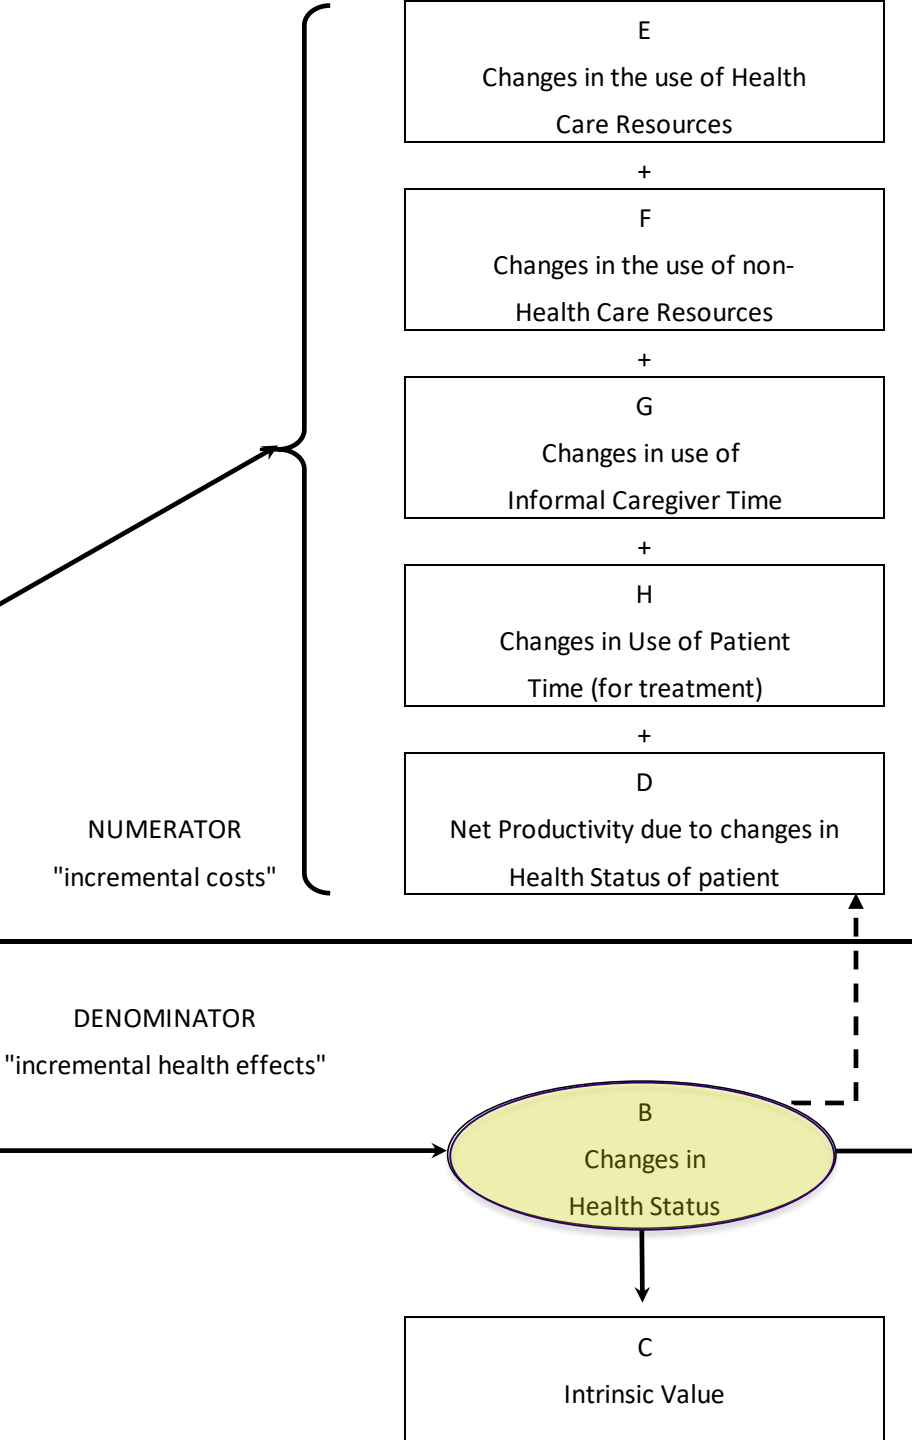 E
Changes in the use of Health
Care Resources
+
F
Changes in the use of non-
Health Care Resources
+
G
Changes in use of
Informal Caregiver Time
+
H
Changes in Use of Patient
Time (for treatment)
+
D
Net Productivity due to changes in
Health Status of patient
NUMERATOR
"incremental costs"
DENOMINATOR
"incremental health effects"
B
Changes in
Health Status
C
Intrinsic Value